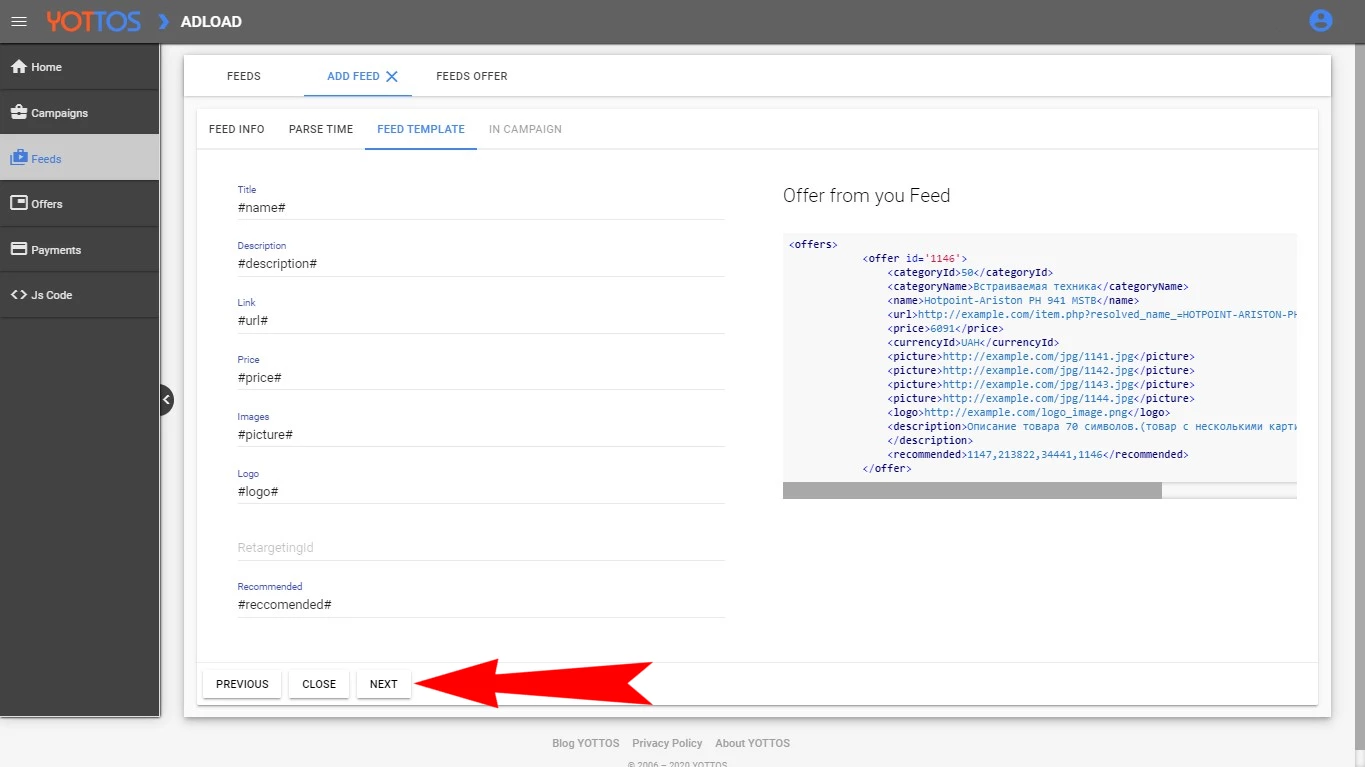 YOTTOS ADLOAD
Home
Campaigns
Feeds
Offers
Payments
Js Code
FEEDS ADD FEED FEEDS OFFER
FEED INFO PARSE TIME FEED TEMPLATE IN CAMPAIGN
Title
#name#
Description
#description#
Link
#url#
Price
#price#
Images
#picture#
Logo
#logo#
RetargetingId
Recommended
#reccomended#
Offer from you Feed
<offers>
<offer id='1146'>
<categoryId>50</categoryId>
<categoryName>Встраиваемая техника</categoryName>
<name>Hotpoint-Ariston PH 941 MSTB</name>
<url>http://example.com/item.php?resolved_name_=HOTPOINT-ARISTON-PH
<price>6091</price>
<currencyId>UAH</currencyId>
<picture>http://example.com/jpg/1141.jpg</picture>
<picture>http://example.com/jpg/1142.jpg</picture>
<picture>http://example.com/jpg/1143.jpg</picture>
<picture>http://example.com/jpg/1144.jpg</picture>
<logo>http://example.com/logo_image.png</logo>
<description>Описание товара 70 символов.(товар с несколькими карти
</description>
<recommended>1147,213822,34441,1146</recommended>
</offer>
PREVIOUS CLOSE NEXT
Blog YOTTOS Privacy Policy About YOTTOS
© 2006 – 2020 YOTTOS